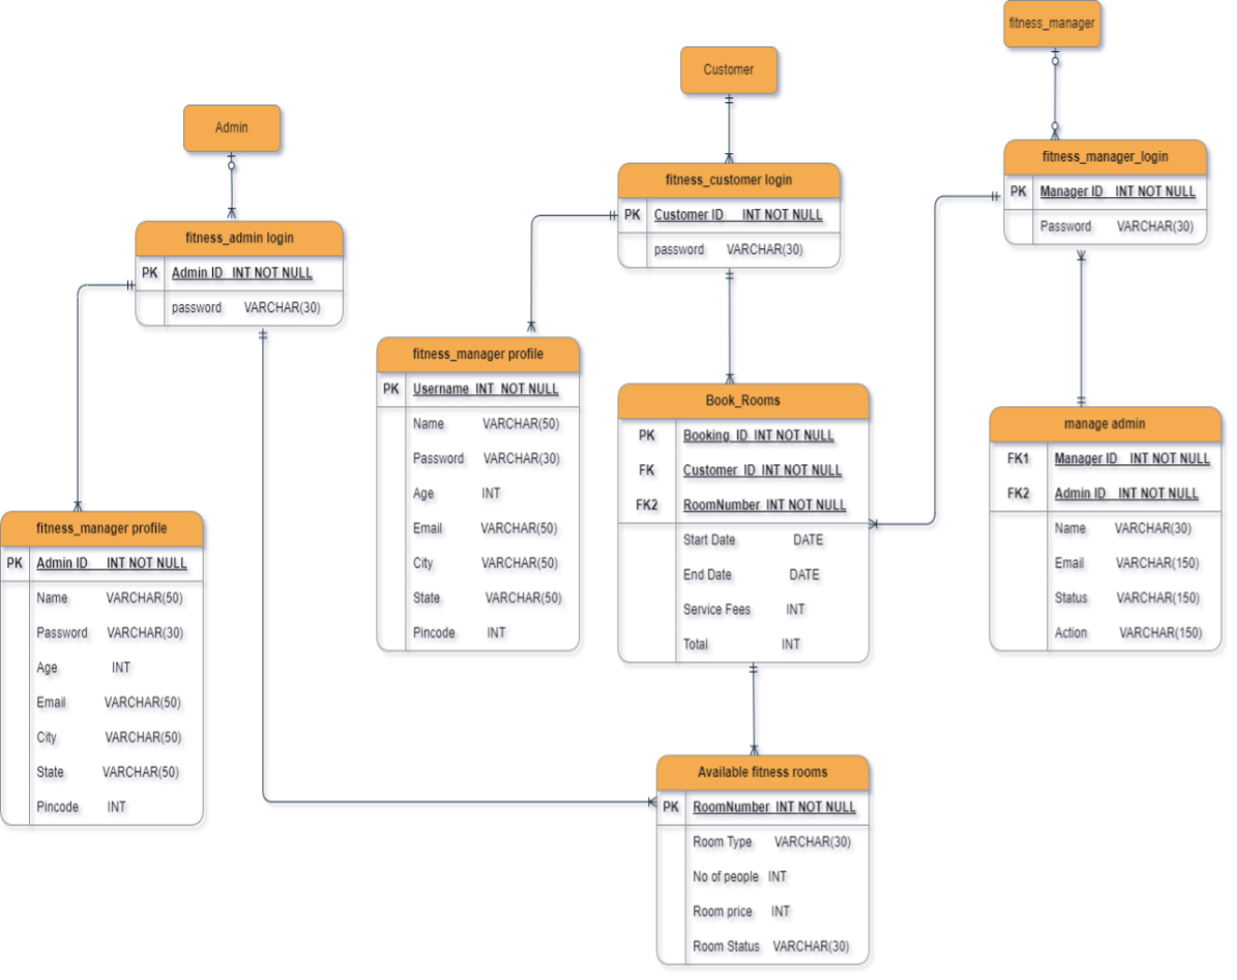 fitness_manager
Customer
Admin
fitness_manager_login
PK Manager ID INT NOT NULL
Password VARCHAR(30)
fitness_customer login
PK Customer ID INT NOT NULL
password VARCHAR(30)
fitness_admin login
PK Admin ID INT NOT NULL
password VARCHAR(30)
fitness_manager profile
PK Username INT NOT NULL
Name VARCHAR(50)
Password VARCHAR(30)
Age INT
Email VARCHAR(50)
City VARCHAR(50)
State VARCHAR(50)
Pincode INT
Book_Rooms
PK Booking_ID INT NOT NULL
FK Customer_ID INT NOT NULL
FK2 RoomNumber INT NOT NULL
Start Date DATE
End Date DATE
Service Fees INT
Total INT
manage admin
FK1 Manager ID INT NOT NULL
FK2 Admin ID INT NOT NULL
Name VARCHAR(30)
Email VARCHAR(150)
Status VARCHAR(150)
Action VARCHAR(150)
fitness_manager profile
PK Admin ID INT NOT NULL
Name VARCHAR(50)
Password VARCHAR(30)
Age INT
Email VARCHAR(50)
City VARCHAR(50)
State VARCHAR(50)
Pincode INT
Available fitness rooms
PK RoomNumber INT NOT NULL
Room Type VARCHAR(30)
No of people INT
Room price INT
Room Status VARCHAR(30)